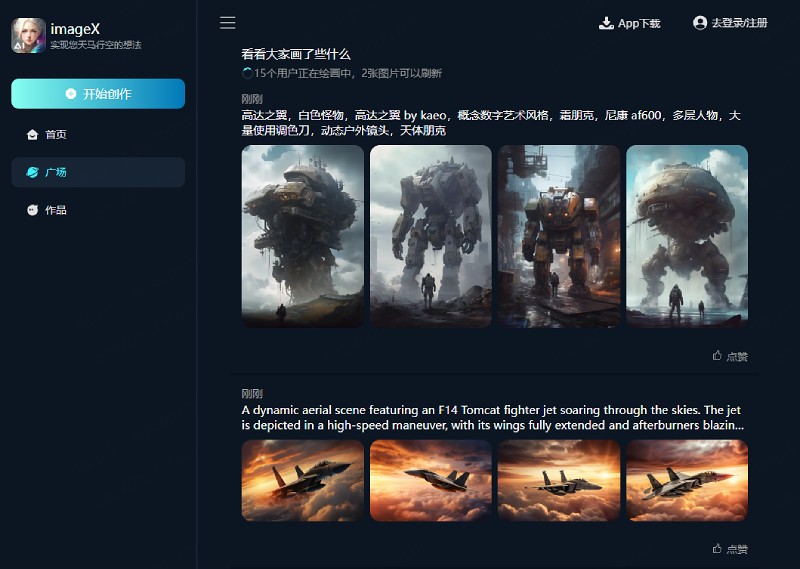 imageX
AI
实现您天马行空的想法
开始创作
首页
广场
作品
App下载
去登录/注册
看看大家画了些什么
15个用户正在绘画中，2张图片可以刷新
刚刚
高达之翼，白色怪物，高达之翼 by kaeo，概念数字艺术风格，霜朋克，尼康 af600，多层人物，大
量使用调色刀，动态户外镜头，天体朋克
点赞
刚刚
A dynamic aerial scene featuring an F14 Tomcat fighter jet soaring through the skies. The jet
is depicted in a high-speed maneuver, with its wings fully extended and afterburners blazin...
点赞